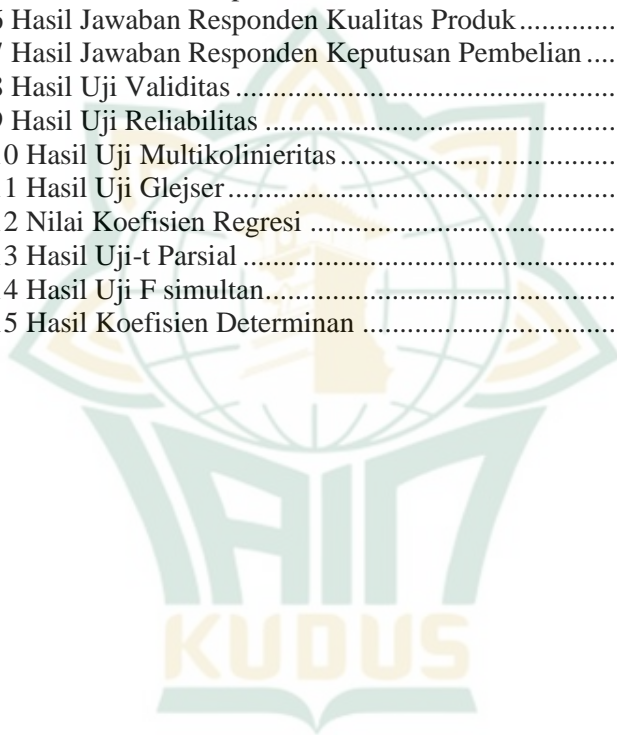 6 Hasil Jawaban Responden Kualitas Produk..............
7 Hasil Jawaban Responden Keputusan Pembelian ....
8 Hasil Uji Validitas .......................................................
9 Hasil Uji Reliabilitas ...................................................
10 Hasil Uji Multikolinieritas........................................
11 Hasil Uji Glejser.......................................................
12 Nilai Koefisien Regresi ............................................
13 Hasil Uji-t Parsial .....................................................
14 Hasil Uji F simultan..................................................
15 Hasil Koefisien Determinan .....................................
IAIN
KUDUS